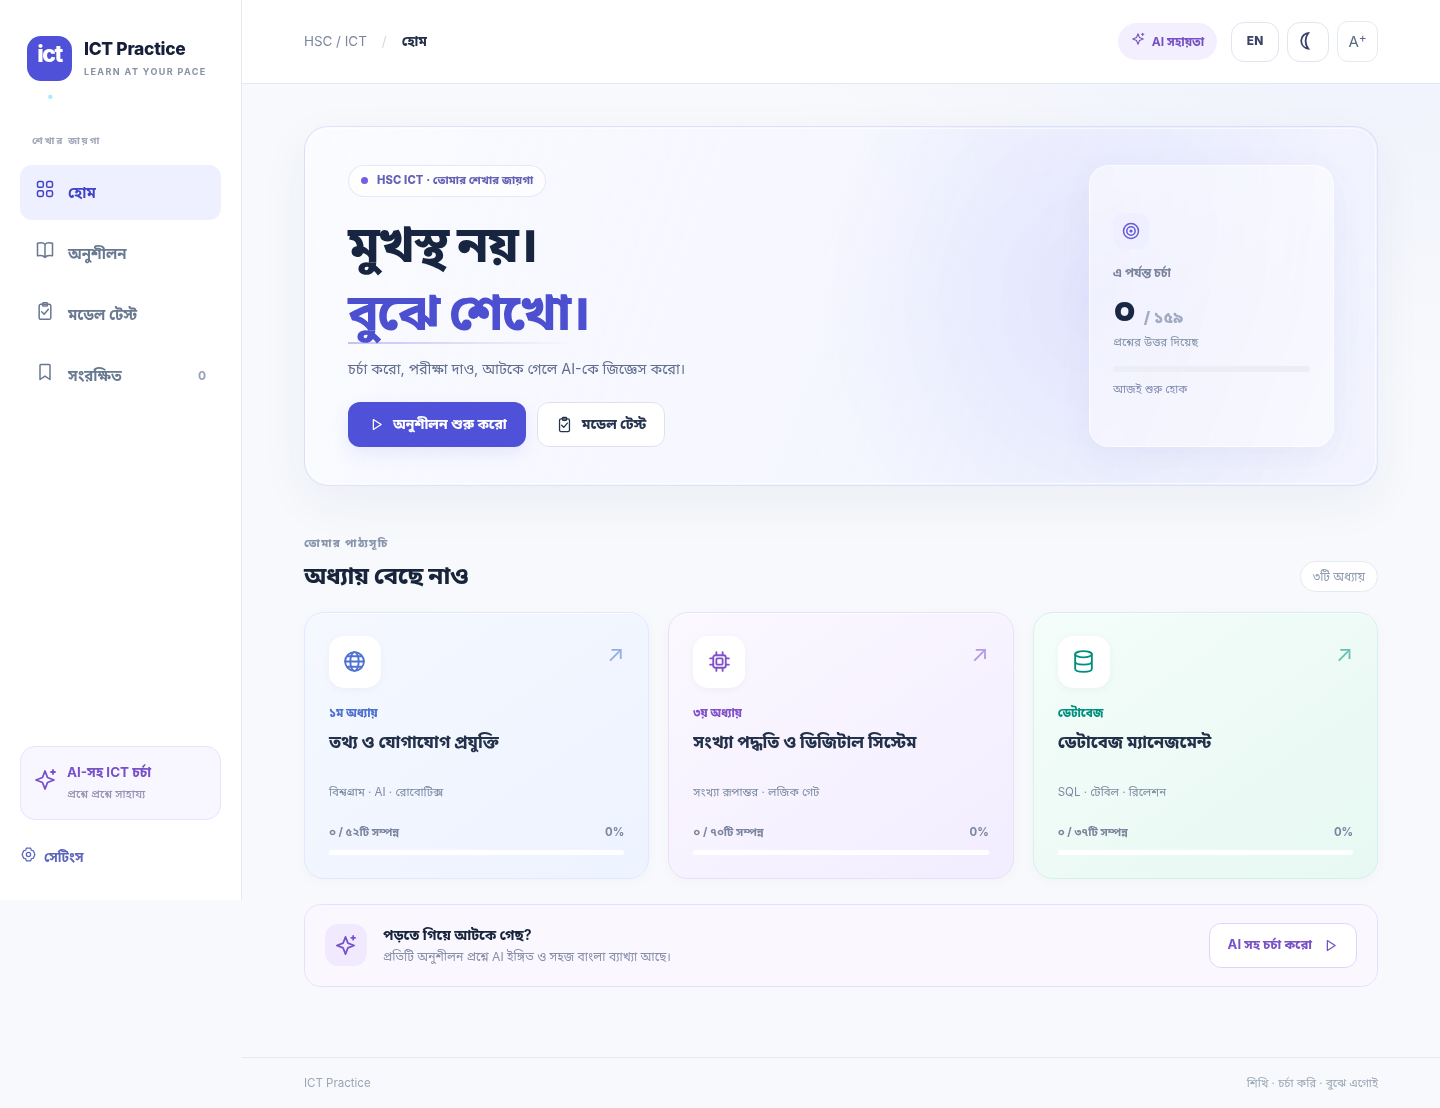 ict
ICT Practice
LEARN AT YOUR PACE
শেখার জায়গা
হোম
অনুশীলন
মডেল টেস্ট
সংরক্ষিত 0
AI-সহ ICT চর্চা
প্রশ্নে প্রশ্নে সাহায্য
সেটিংস
HSC / ICT / হোম
AI সহায়তা
EN
A+
HSC ICT · তোমার শেখার জায়গা
মুখস্থ নয়।
বুঝে শেখো।
চর্চা করো, পরীক্ষা দাও, আটকে গেলে AI-কে জিজ্ঞেস করো।
অনুশীলন শুরু করো
মডেল টেস্ট
এ পর্যন্ত চর্চা
০ / ১৫৯
প্রশ্নের উত্তর দিয়েছ
আজই শুরু হোক
তোমার পাঠ্যসূচি
অধ্যায় বেছে নাও
৩টি অধ্যায়
১ম অধ্যায়
তথ্য ও যোগাযোগ প্রযুক্তি
বিশ্বগ্রাম · AI · রোবোটিক্স
০ / ৫২টি সম্পন্ন 0%
৩য় অধ্যায়
সংখ্যা পদ্ধতি ও ডিজিটাল সিস্টেম
সংখ্যা রূপান্তর · লজিক গেট
০ / ৭০টি সম্পন্ন 0%
ডেটাবেজ
ডেটাবেজ ম্যানেজমেন্ট
SQL · টেবিল · রিলেশন
০ / ৩৭টি সম্পন্ন 0%
পড়তে গিয়ে আটকে গেছ?
প্রতিটি অনুশীলন প্রশ্নে AI ইঙ্গিত ও সহজ বাংলা ব্যাখ্যা আছে।
AI সহ চর্চা করো
ICT Practice
শিখি · চর্চা করি · বুঝে এগোই